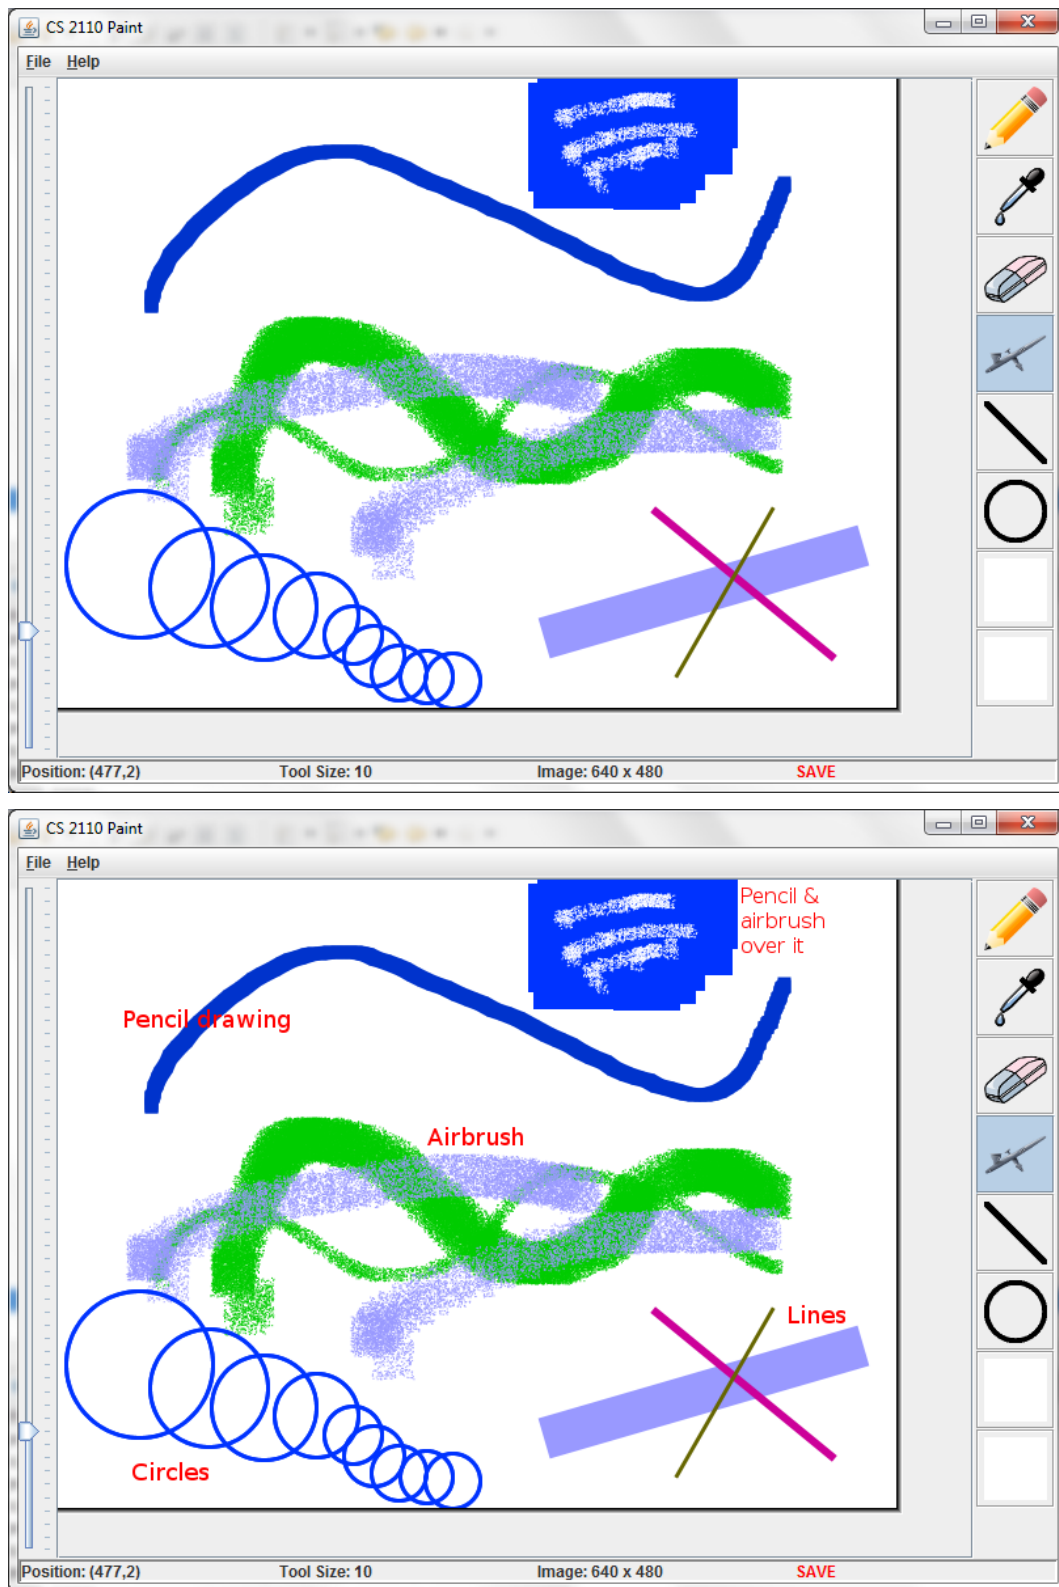 CS 2110 Paint
File Help
Position: (477,2) Tool Size: 10 Image: 640 x 480 SAVE
CS 2110 Paint
File Help
Pencil &
airbrush
over it
Pencil drawing
Airbrush
Lines
Circles
Position: (477,2) Tool Size: 10 Image: 640 x 480 SAVE